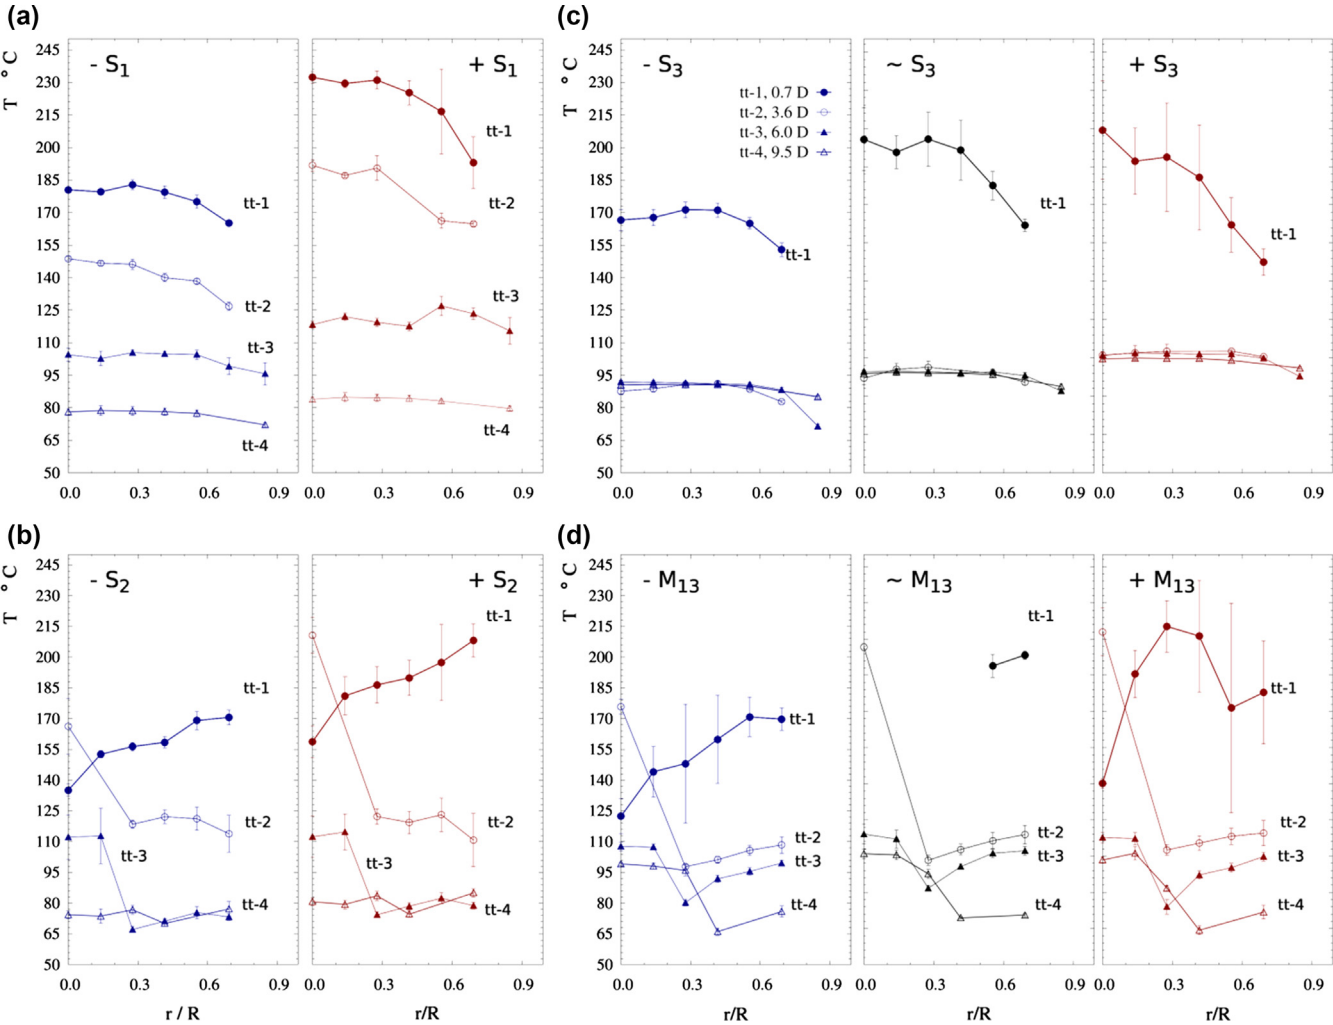 (a)
T °C
245
230
215
200
185
170
155
140
125
110
95
80
65
50
- S1
tt-1
tt-2
tt-3
tt-4
0.0 0.3 0.6 0.9
+ S1
tt-1
tt-2
tt-3
tt-4
0.0 0.3 0.6 0.9
(c)
T °C
245
230
215
200
185
170
155
140
125
110
95
80
65
50
- S3
tt-1, 0.7 D
tt-2, 3.6 D
tt-3, 6.0 D
tt-4, 9.5 D
tt-1
0.0 0.3 0.6 0.9
~ S3
tt-1
0.0 0.3 0.6 0.9
+ S3
tt-1
0.0 0.3 0.6 0.9
(b)
T °C
245
230
215
200
185
170
155
140
125
110
95
80
65
50
- S2
tt-1
tt-2
tt-3
tt-4
0.0 0.3 0.6 0.9
r / R
+ S2
tt-1
tt-2
tt-3
tt-4
0.0 0.3 0.6 0.9
r/R
(d)
T °C
245
230
215
200
185
170
155
140
125
110
95
80
65
50
- M13
tt-1
tt-2
tt-3
tt-4
0.0 0.3 0.6 0.9
r/R
~ M13
tt-1
tt-2
tt-3
tt-4
0.0 0.3 0.6 0.9
r/R
+ M13
tt-1
tt-2
tt-3
tt-4
0.0 0.3 0.6 0.9
r/R